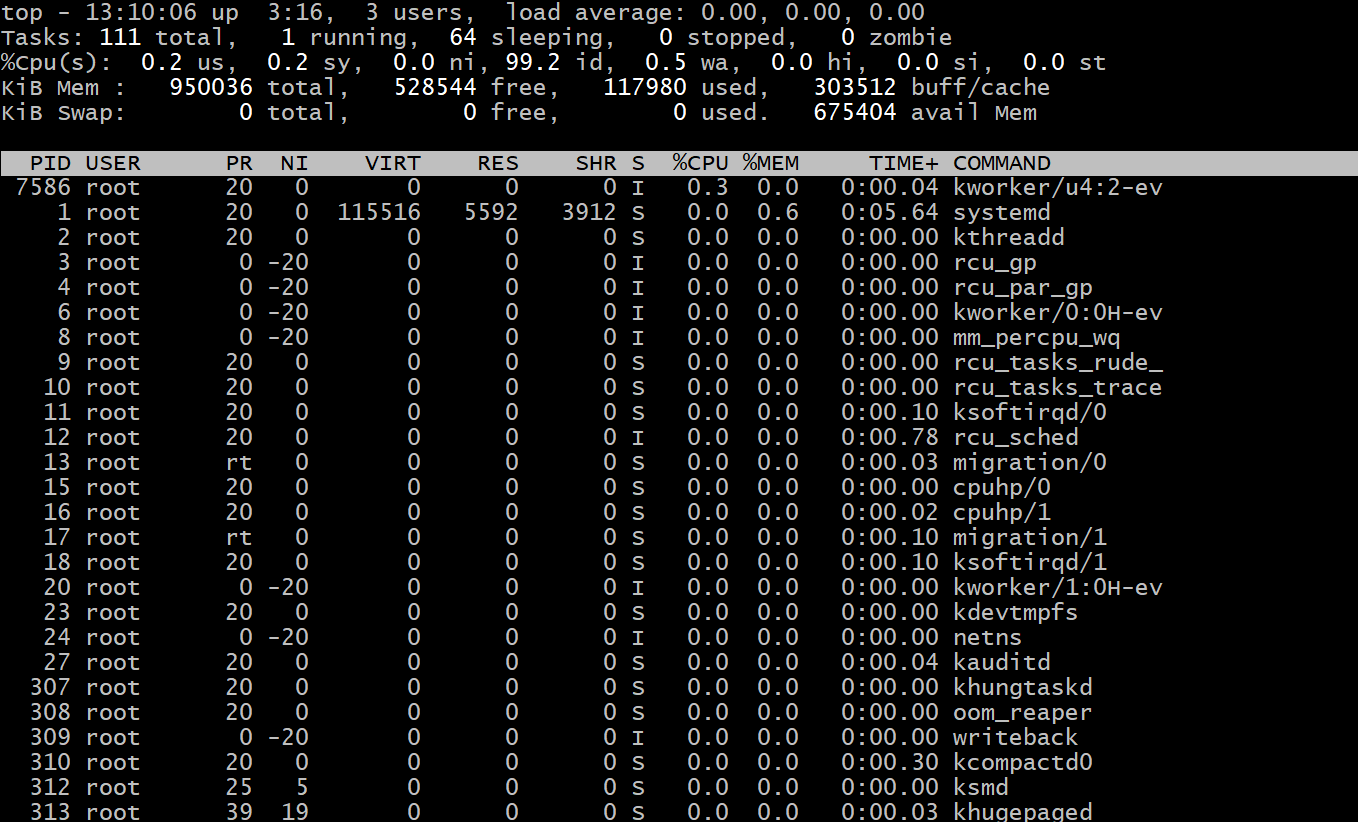 top - 13:10:06 up  3:16,  3 users,  load average: 0.00, 0.00, 0.00
Tasks: 111 total,   1 running,  64 sleeping,   0 stopped,   0 zombie
%Cpu(s):  0.2 us,  0.2 sy,  0.0 ni, 99.2 id,  0.5 wa,  0.0 hi,  0.0 si,  0.0 st
KiB Mem :   950036 total,   528544 free,   117980 used,   303512 buff/cache
KiB Swap:        0 total,        0 free,        0 used.   675404 avail Mem
  PID USER      PR  NI    VIRT    RES    SHR S  %CPU %MEM     TIME+ COMMAND
 7586 root      20   0       0      0      0 I   0.3  0.0   0:00.04 kworker/u4:2-ev
    1 root      20   0  115516   5592   3912 S   0.0  0.6   0:05.64 systemd
    2 root      20   0       0      0      0 S   0.0  0.0   0:00.00 kthreadd
    3 root       0 -20       0      0      0 I   0.0  0.0   0:00.00 rcu_gp
    4 root       0 -20       0      0      0 I   0.0  0.0   0:00.00 rcu_par_gp
    6 root       0 -20       0      0      0 I   0.0  0.0   0:00.00 kworker/0:0H-ev
    8 root       0 -20       0      0      0 I   0.0  0.0   0:00.00 mm_percpu_wq
    9 root      20   0       0      0      0 S   0.0  0.0   0:00.00 rcu_tasks_rude_
   10 root      20   0       0      0      0 S   0.0  0.0   0:00.00 rcu_tasks_trace
   11 root      20   0       0      0      0 S   0.0  0.0   0:00.10 ksoftirqd/0
   12 root      20   0       0      0      0 I   0.0  0.0   0:00.78 rcu_sched
   13 root      rt   0       0      0      0 S   0.0  0.0   0:00.03 migration/0
   15 root      20   0       0      0      0 S   0.0  0.0   0:00.00 cpuhp/0
   16 root      20   0       0      0      0 S   0.0  0.0   0:00.02 cpuhp/1
   17 root      rt   0       0      0      0 S   0.0  0.0   0:00.10 migration/1
   18 root      20   0       0      0      0 S   0.0  0.0   0:00.10 ksoftirqd/1
   20 root       0 -20       0      0      0 I   0.0  0.0   0:00.00 kworker/1:0H-ev
   23 root      20   0       0      0      0 S   0.0  0.0   0:00.00 kdevtmpfs
   24 root       0 -20       0      0      0 I   0.0  0.0   0:00.00 netns
   27 root      20   0       0      0      0 S   0.0  0.0   0:00.04 kauditd
  307 root      20   0       0      0      0 S   0.0  0.0   0:00.00 khungtaskd
  308 root      20   0       0      0      0 S   0.0  0.0   0:00.00 oom_reaper
  309 root       0 -20       0      0      0 I   0.0  0.0   0:00.00 writeback
  310 root      20   0       0      0      0 S   0.0  0.0   0:00.30 kcompactd0
  312 root      25   5       0      0      0 S   0.0  0.0   0:00.00 ksmd
  313 root      39  19       0      0      0 S   0.0  0.0   0:00.03 khugepaged